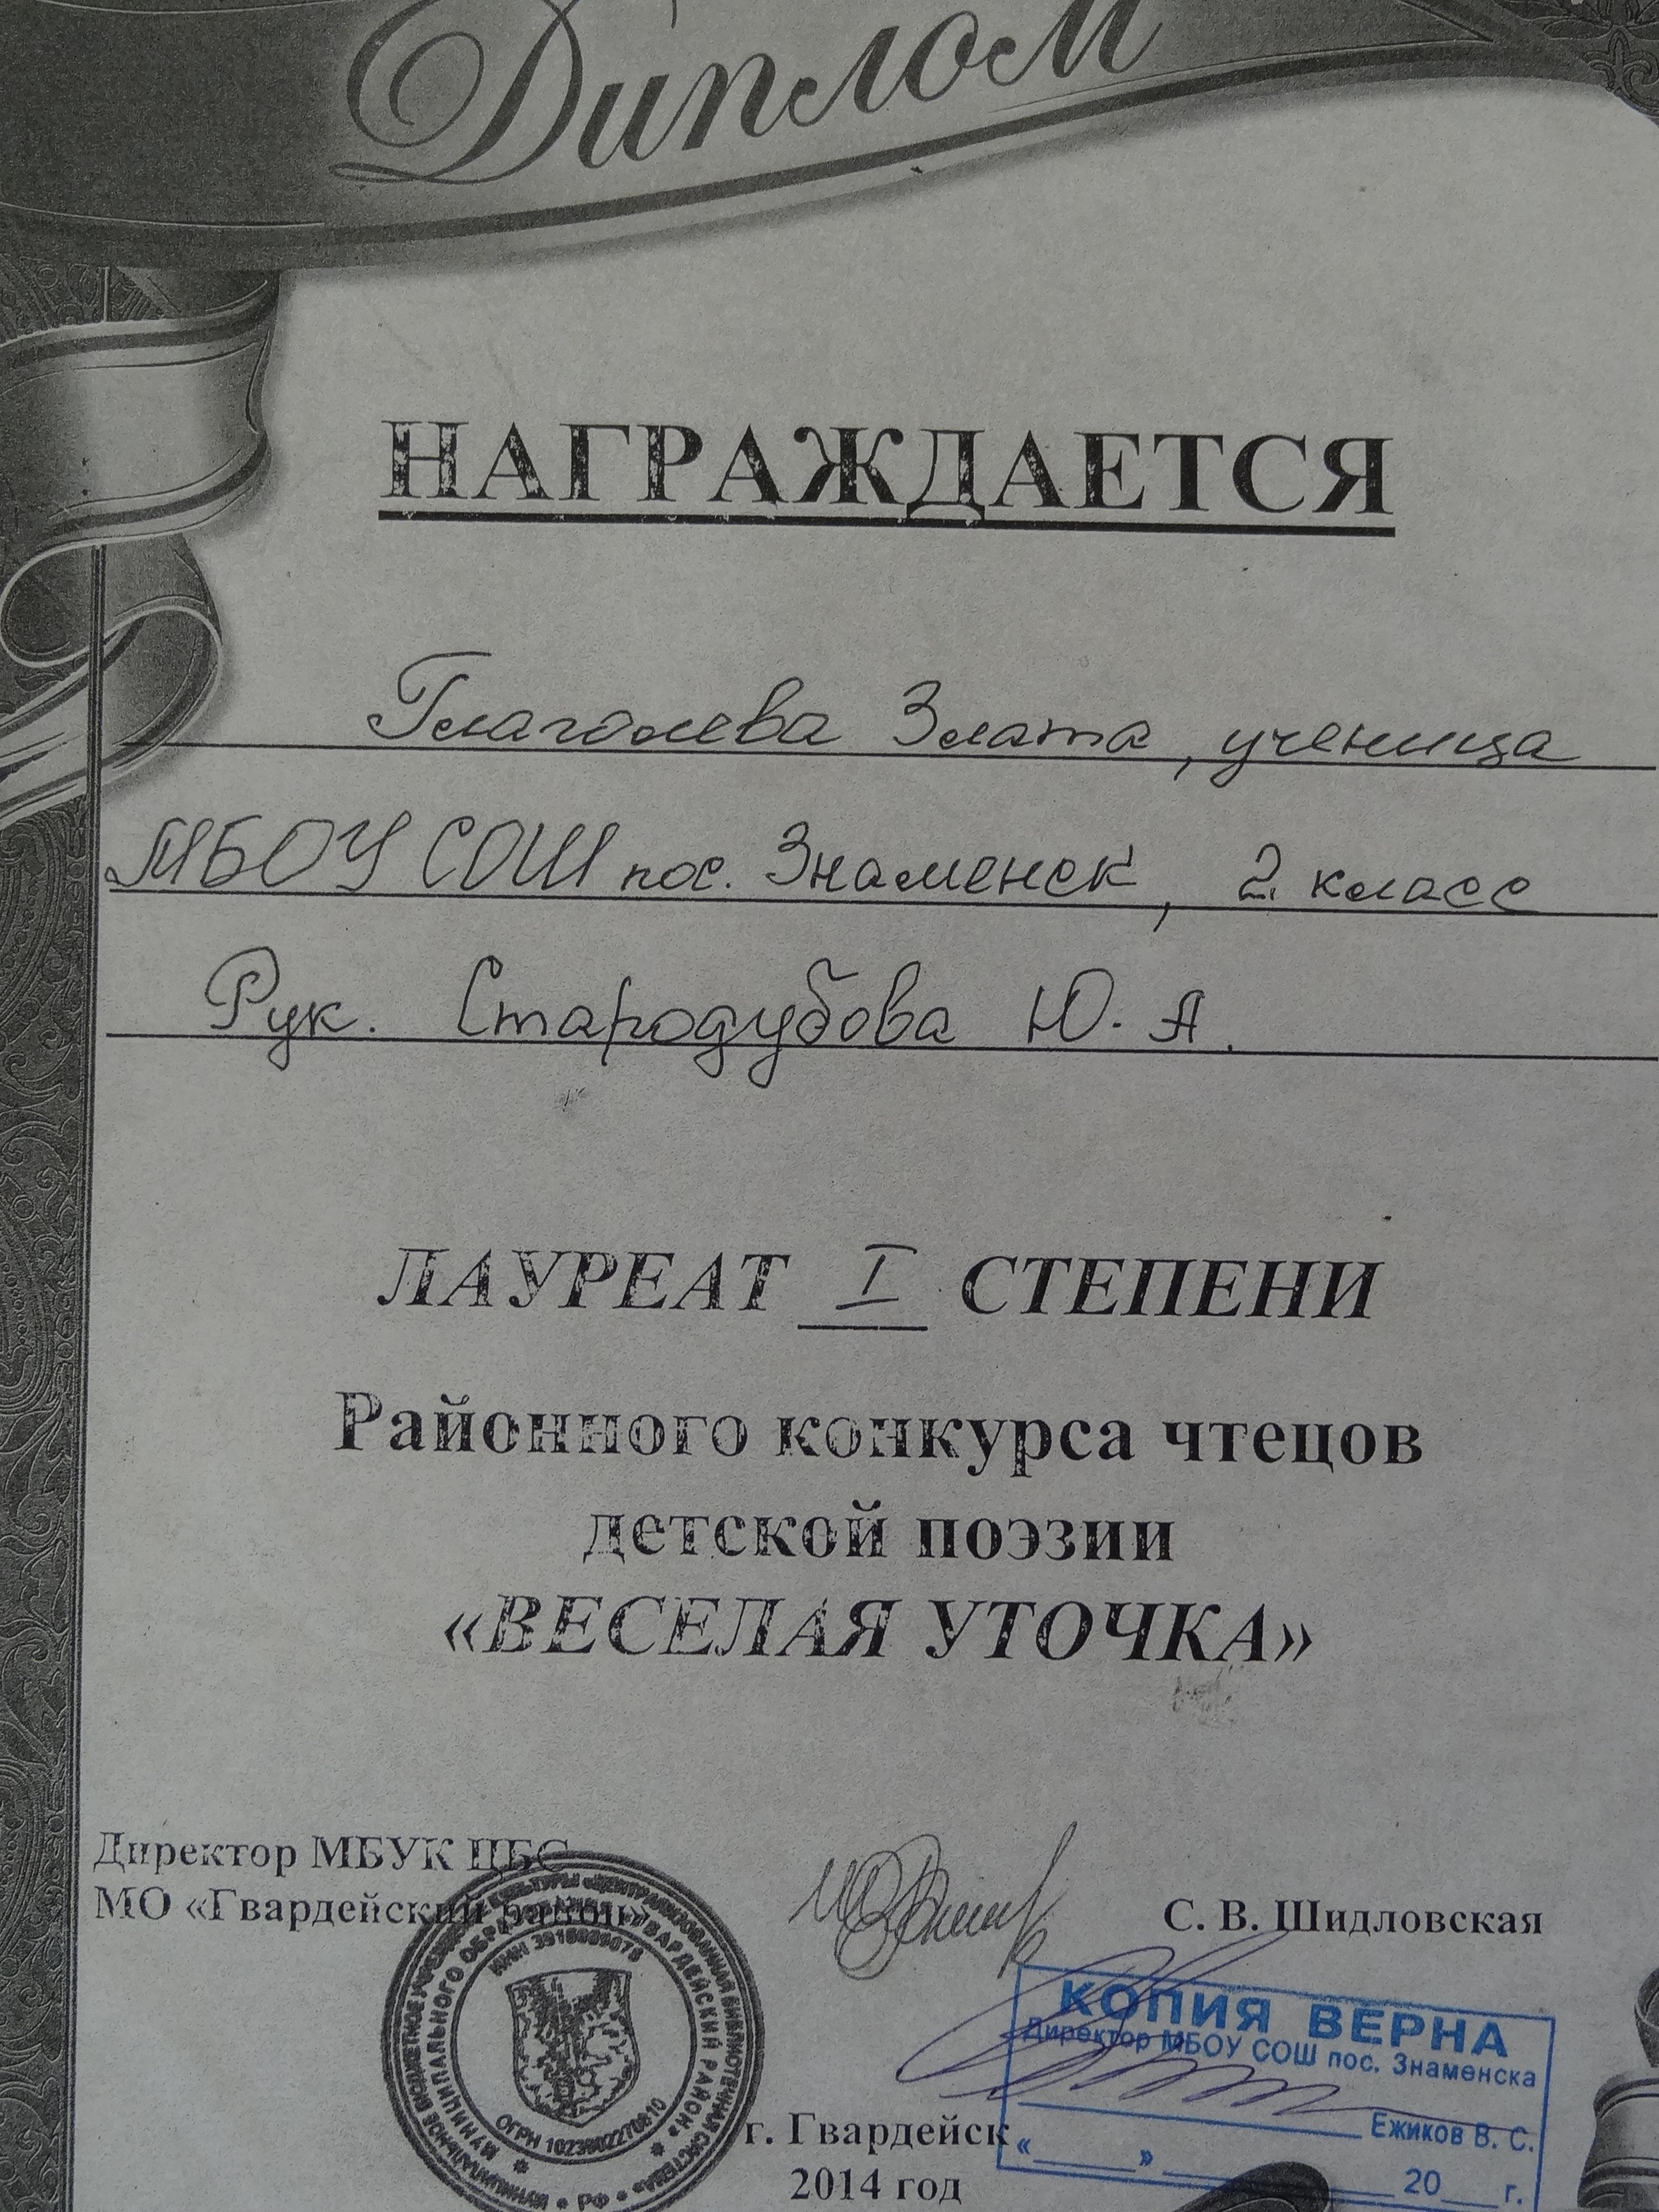 Диплом
НАГРАЖДАЕТСЯ
Глаголева Злата, ученица
МБОУ СОШ пос. Знаменск, 2 класс
Рук. Стародубова Ю. А.
ЛАУРЕАТ I СТЕПЕНИ
Районного конкурса чтецов
детской поэзии
«ВЕСЕЛАЯ УТОЧКА»
Директор МБУК ЦБС
МО «Гвардейский район»
С. В. Шидловская
КОПИЯ ВЕРНА
Директор МБОУ СОШ пос. Знаменска
Ежиков В. С.
« » 20 г.
г. Гвардейск
2014 год